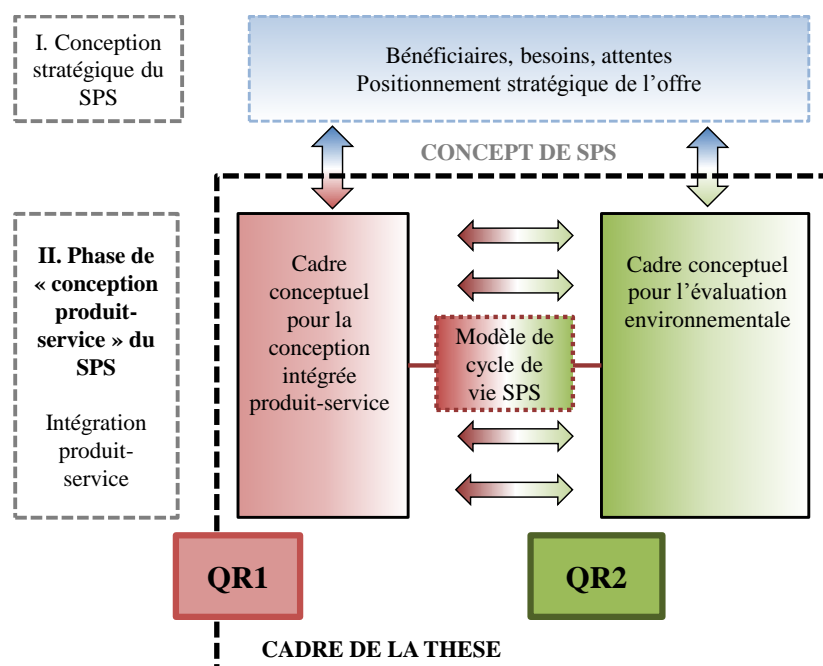 I. Conception
stratégique du
SPS
Bénéficiaires, besoins, attentes
Positionnement stratégique de l'offre
CONCEPT DE SPS
II. Phase de
« conception
produit-
service » du
SPS
Intégration
produit-
service
Cadre
conceptuel
pour la
conception
intégrée
produit-service
Modèle de
cycle de
vie SPS
Cadre conceptuel
pour l'évaluation
environnementale
QR1
QR2
CADRE DE LA THESE